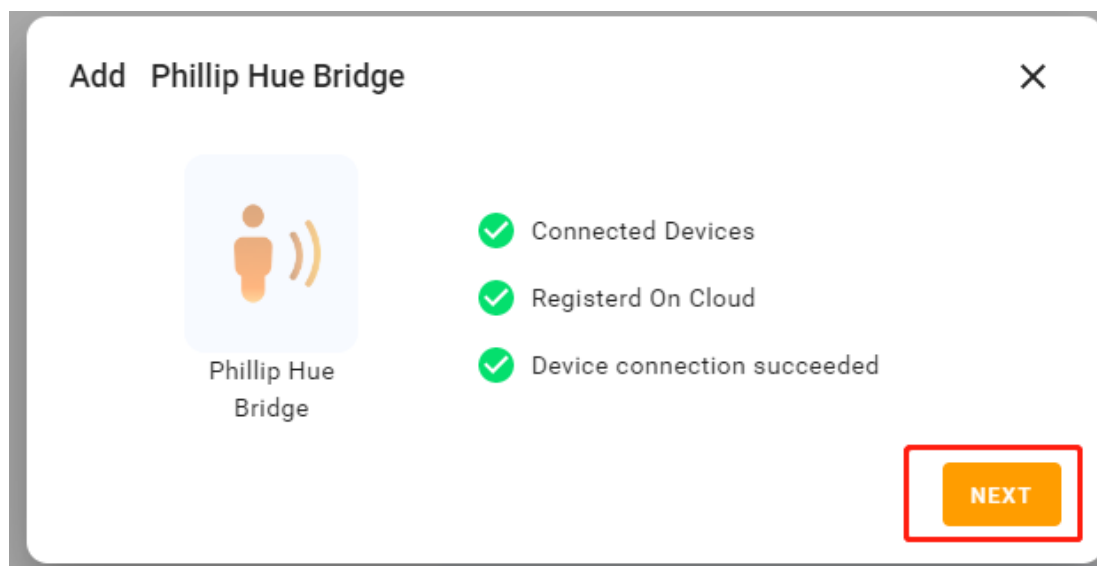 Add Phillip Hue Bridge
Connected Devices
Registerd On Cloud
Device connection succeeded
Phillip Hue
Bridge
NEXT